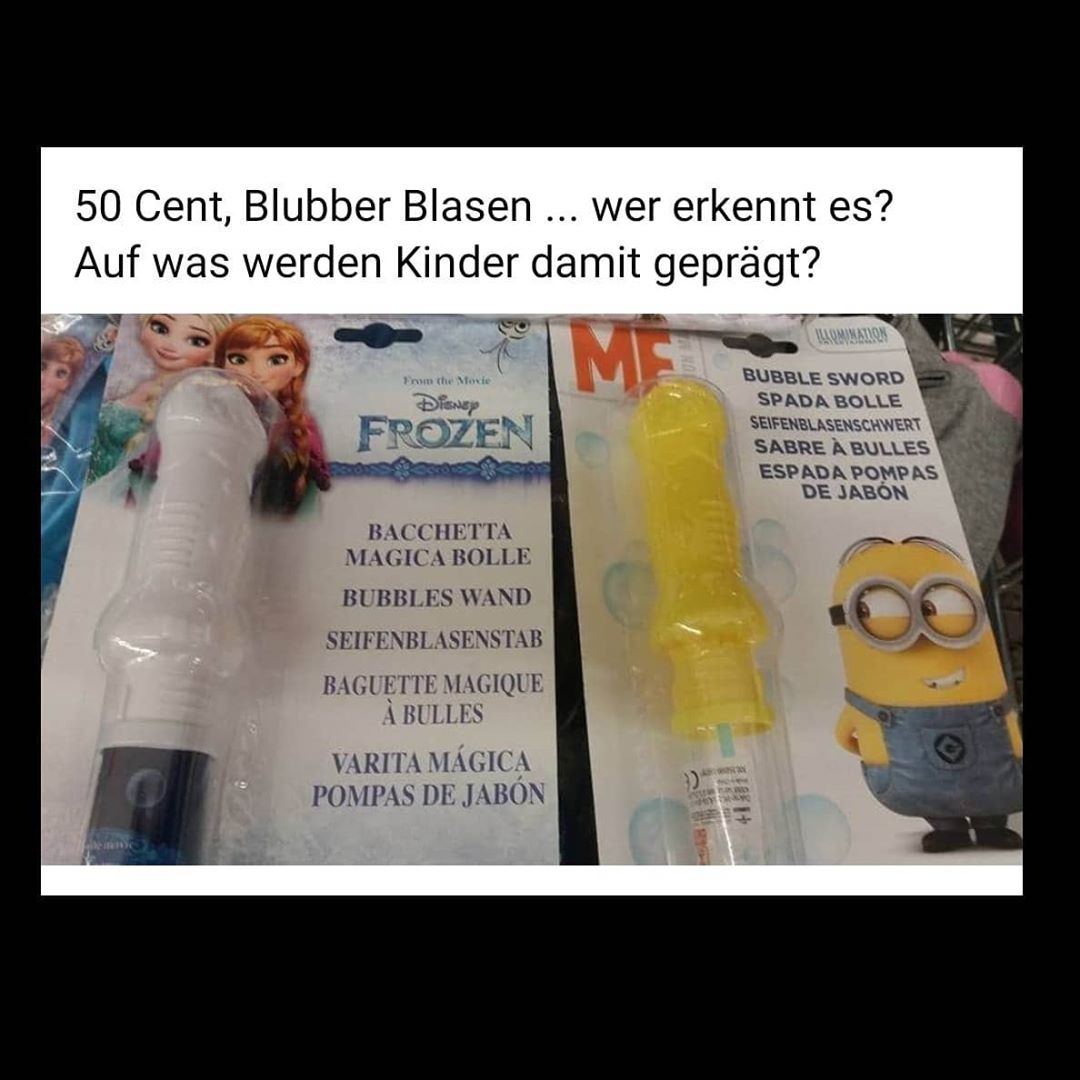 50 Cent, Blubber Blasen ... wer erkennt es?
Auf was werden Kinder damit geprägt?
From the Movie
Disney
FROZEN
BACCHETTA
MAGICA BOLLE
BUBBLES WAND
SEIFENBLASENSTAB
BAGUETTE MAGIQUE
À BULLES
VARITA MÁGICA
POMPAS DE JABÓN
ME
ILLUMINATION
ENTERTAINMENT
BUBBLE SWORD
SPADA BOLLE
SEIFENBLASENSCHWERT
SABRE À BULLES
ESPADA POMPAS
DE JABÓN
CE